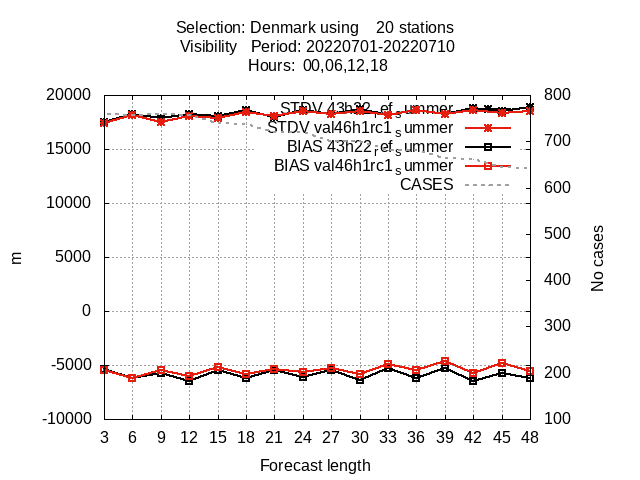 Selection: Denmark using    20 stations
Visibility   Period: 20220701-20220710
Hours:  00,06,12,18
20000
15000
10000
5000
0
-5000
-10000
m
800
700
600
500
400
300
200
100
No cases
STDV 43h22_ref_summer
STDV val46h1rc1_summer
BIAS 43h22_ref_summer
BIAS val46h1rc1_summer
CASES
3 6 9 12 15 18 21 24 27 30 33 36 39 42 45 48
Forecast length